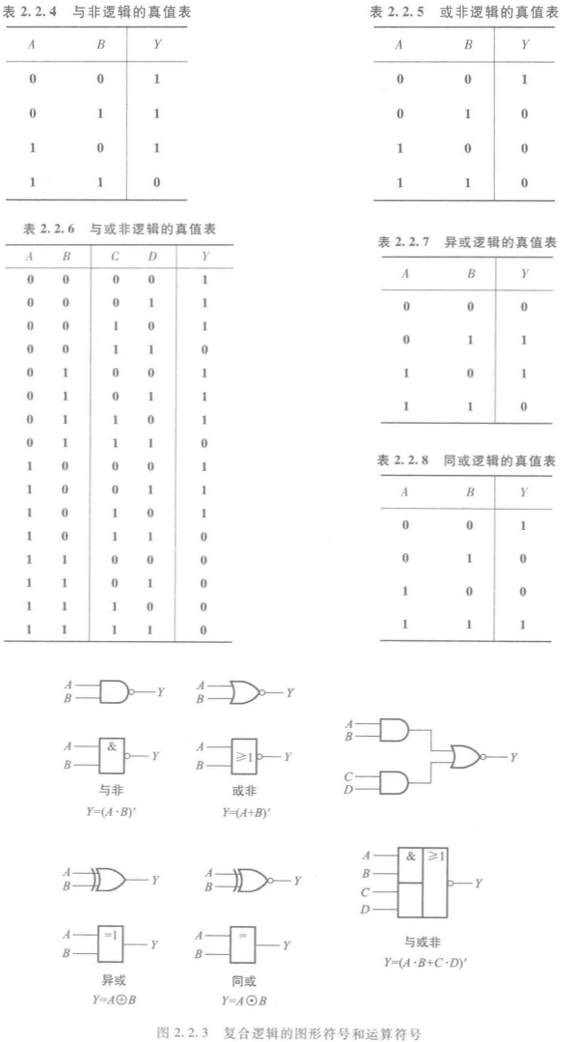 表 2.2.4 与非逻辑的真值表
A B Y
0 0 1
0 1 1
1 0 1
1 1 0
表 2.2.5 或非逻辑的真值表
A B Y
0 0 1
0 1 0
1 0 0
1 1 0
表 2.2.6 与或非逻辑的真值表
A B C D Y
0 0 0 0 1
0 0 0 1 1
0 0 1 0 1
0 0 1 1 0
0 1 0 0 1
0 1 0 1 1
0 1 1 0 1
0 1 1 1 0
1 0 0 0 1
1 0 0 1 1
1 0 1 0 1
1 0 1 1 0
1 1 0 0 0
1 1 0 1 0
1 1 1 0 0
1 1 1 1 0
表 2.2.7 异或逻辑的真值表
A B Y
0 0 0
0 1 1
1 0 1
1 1 0
表 2.2.8 同或逻辑的真值表
A B Y
0 0 1
0 1 0
1 0 0
1 1 1
A
B
Y
A
B
&
Y
与非
Y=(A·B)′
A
B
Y
A
B
≥1
Y
或非
Y=(A+B)′
A
B
C
D
Y
A
B
Y
A
B
=1
Y
异或
Y=A⊕B
A
B
Y
A
B
=
Y
同或
Y=A⊙B
A
B
C
D
& ≥1
Y
与或非
Y=(A·B+C·D)′
图 2.2.3 复合逻辑的图形符号和运算符号